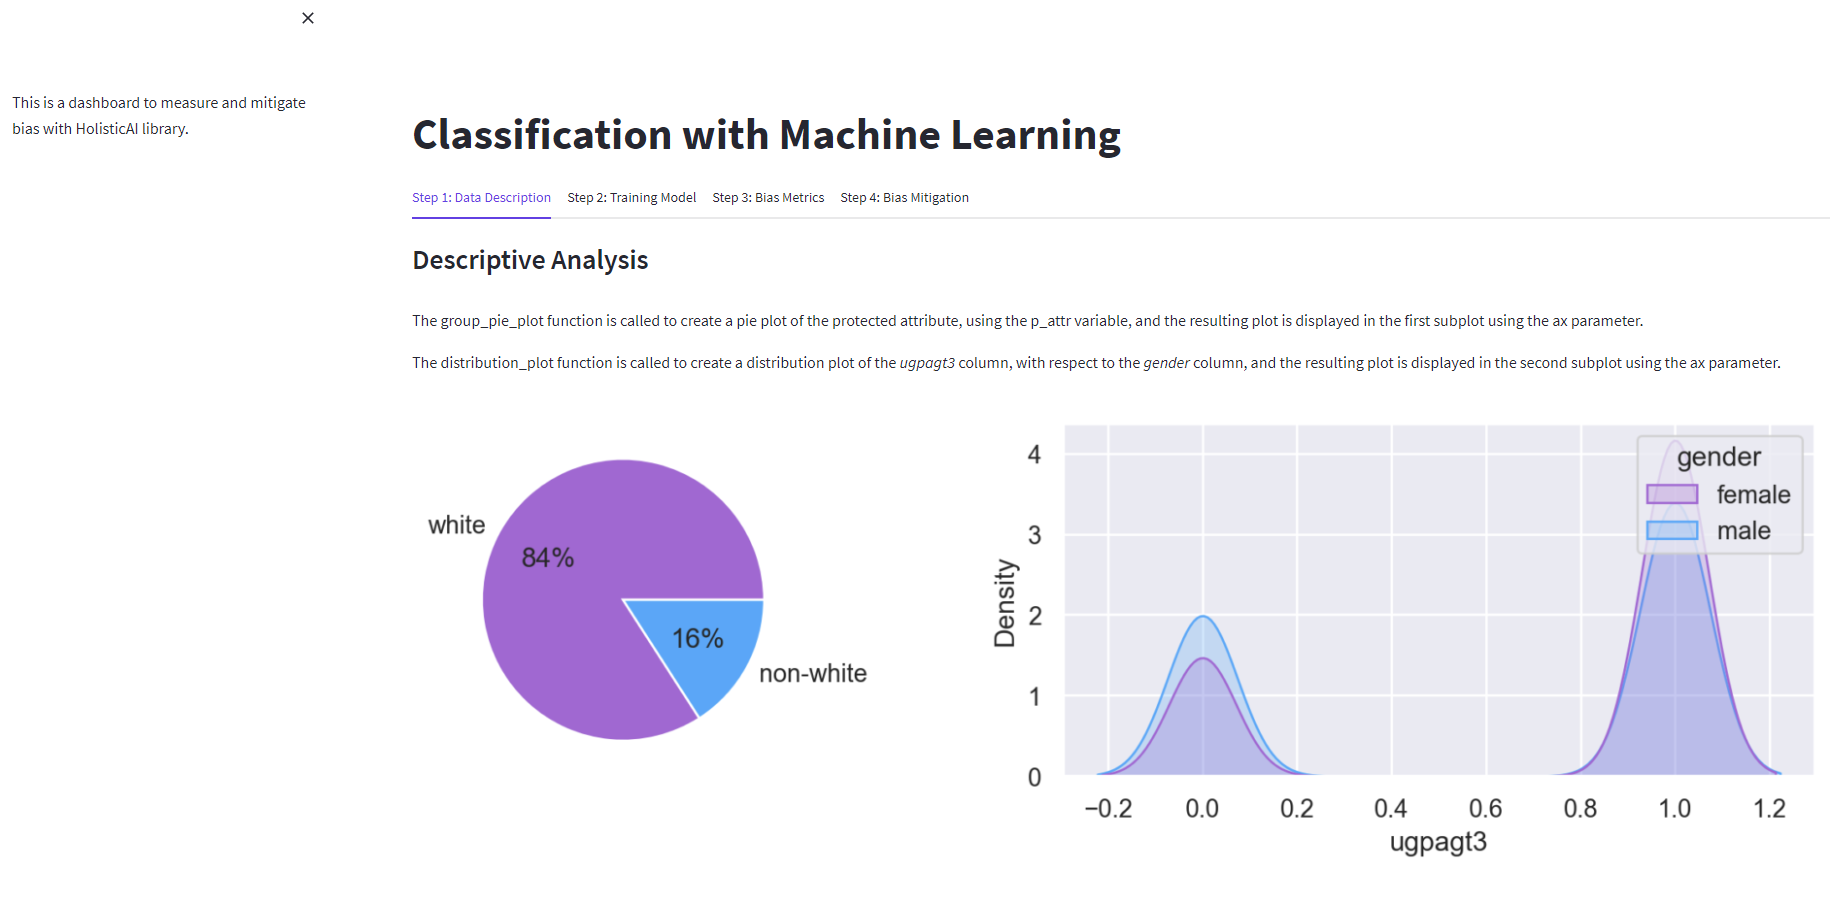 This is a dashboard to measure and mitigate
bias with HolisticAI library.
Classification with Machine Learning
Step 1: Data Description Step 2: Training Model Step 3: Bias Metrics Step 4: Bias Mitigation
Descriptive Analysis
The group_pie_plot function is called to create a pie plot of the protected attribute, using the p_attr variable, and the resulting plot is displayed in the first subplot using the ax parameter.
The distribution_plot function is called to create a distribution plot of the ugpagt3 column, with respect to the gender column, and the resulting plot is displayed in the second subplot using the ax parameter.
white
84%
16%
non-white
Density
4
3
2
1
0
gender
female
male
−0.2 0.0 0.2 0.4 0.6 0.8 1.0 1.2
ugpagt3